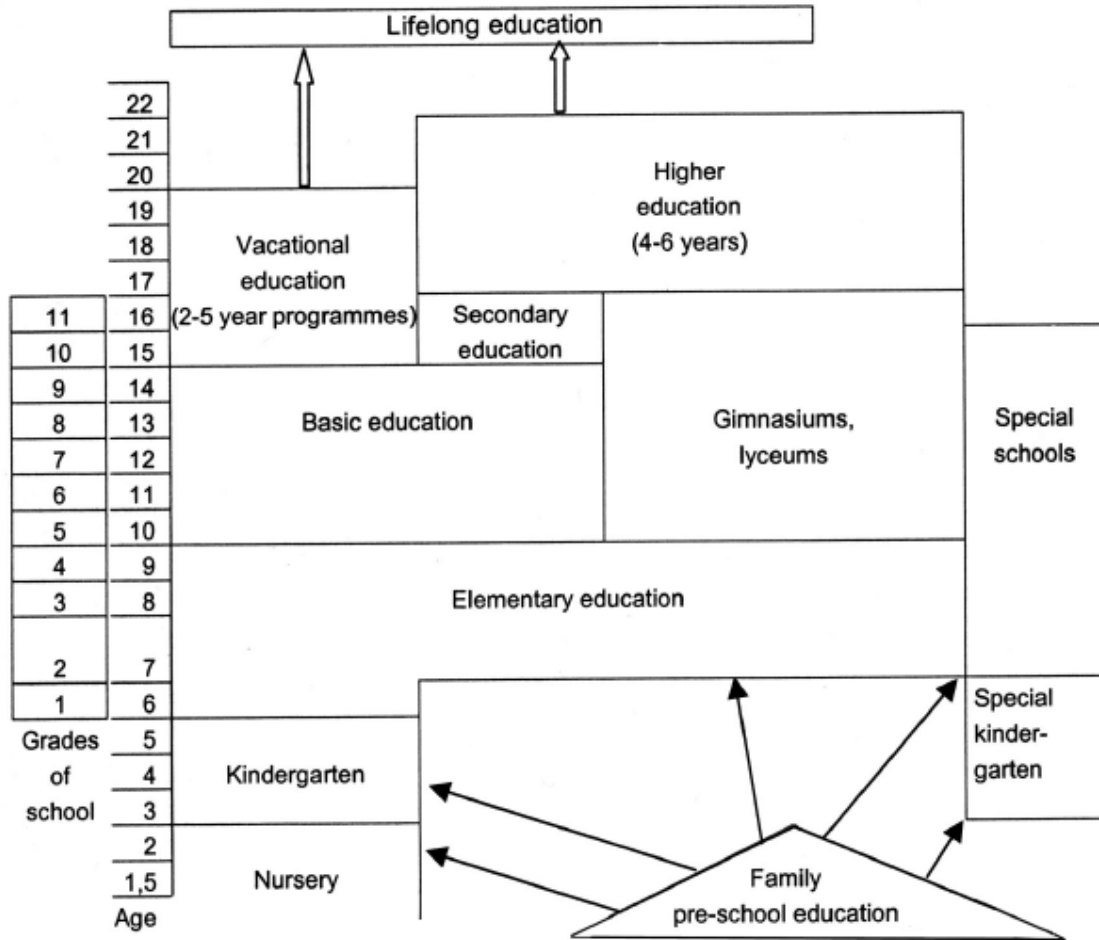 Lifelong education
22
21
20
19
18
17
16
15
14
13
12
11
10
9
8
7
6
5
4
3
2
1,5
Age
11
10
9
8
7
6
5
4
3
2
1
Grades
of
school
Higher
education
(4-6 years)
Vacational
education
(2-5 year programmes)
Secondary
education
Basic education
Gimnasiums,
lyceums
Special
schools
Elementary education
Special
kinder-
garten
Kindergarten
Nursery
Family
pre-school education